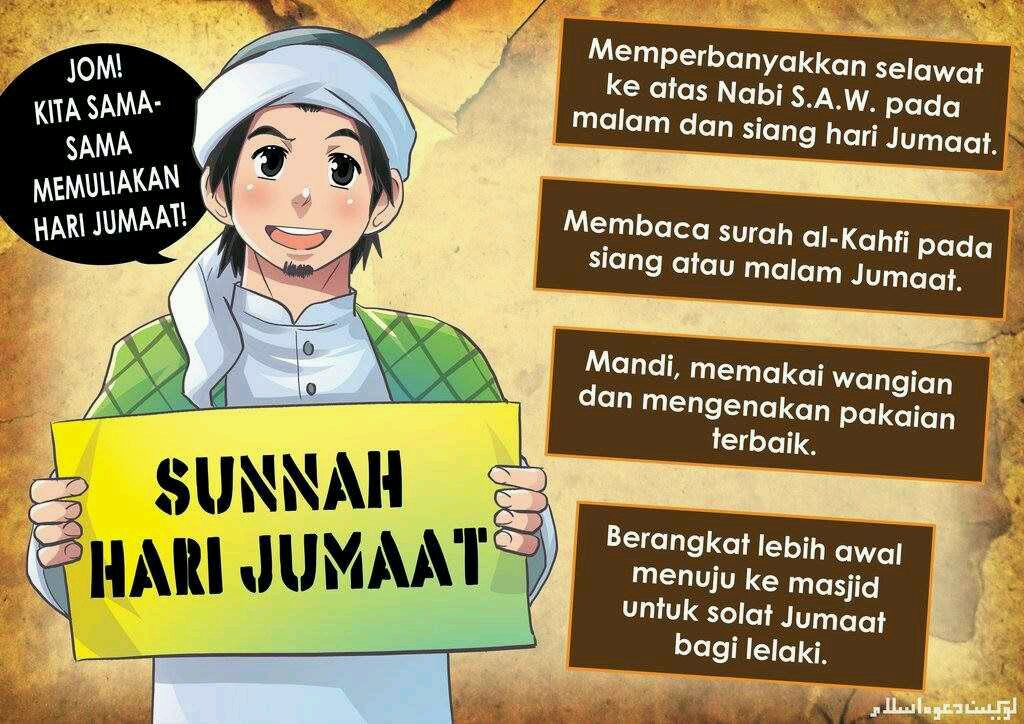 JOM!
KITA SAMA-
SAMA
MEMULIAKAN
HARI JUMAAT!
SUNNAH
HARI JUMAAT
Memperbanyakkan selawat
ke atas Nabi S.A.W. pada
malam dan siang hari Jumaat.
Membaca surah al-Kahfi pada
siang atau malam Jumaat.
Mandi, memakai wangian
dan mengenakan pakaian
terbaik.
Berangkat lebih awal
menuju ke masjid
untuk solat Jumaat
bagi lelaki.